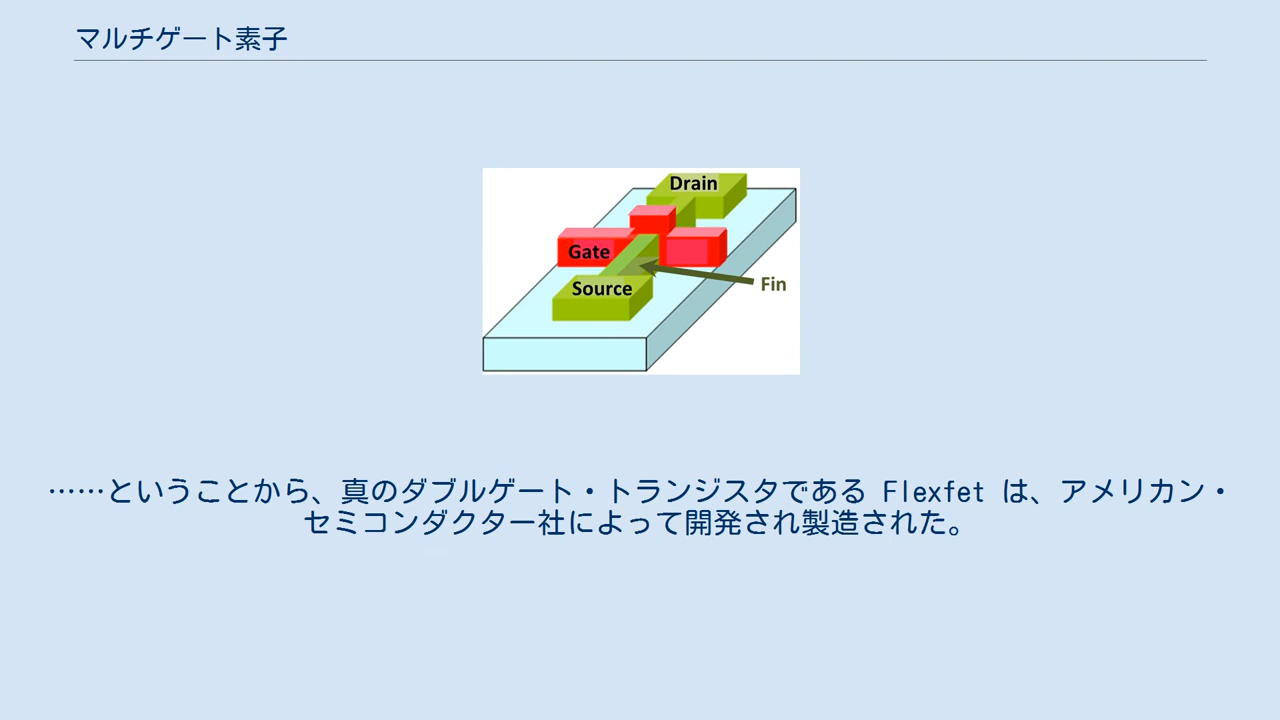 マルチゲート素子
Drain
Gate
Source
Fin
……ということから、真のダブルゲート・トランジスタである Flexfet は、アメリカン・
セミコンダクター社によって開発され製造された。